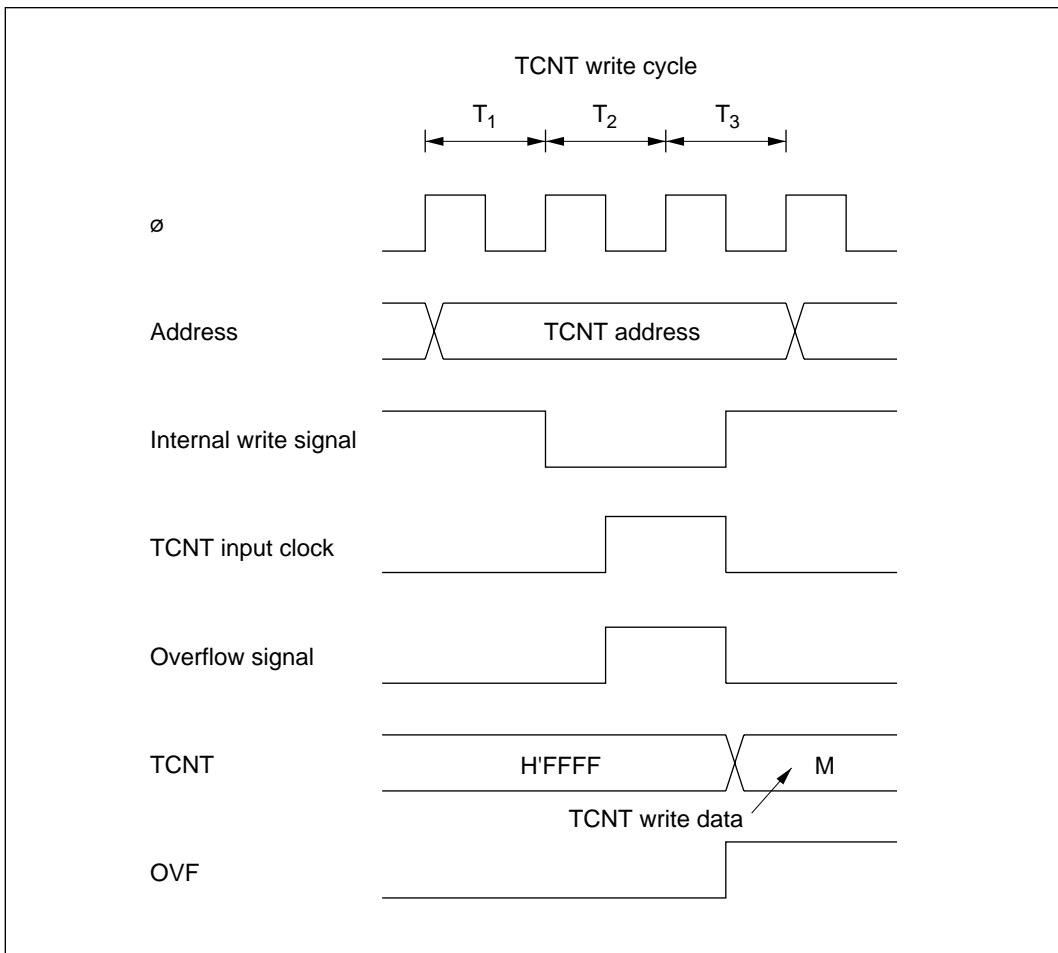 TCNT write cycle
T1 T2 T3
ø
Address TCNT address
Internal write signal
TCNT input clock
Overflow signal
TCNT H'FFFF M
TCNT write data
OVF